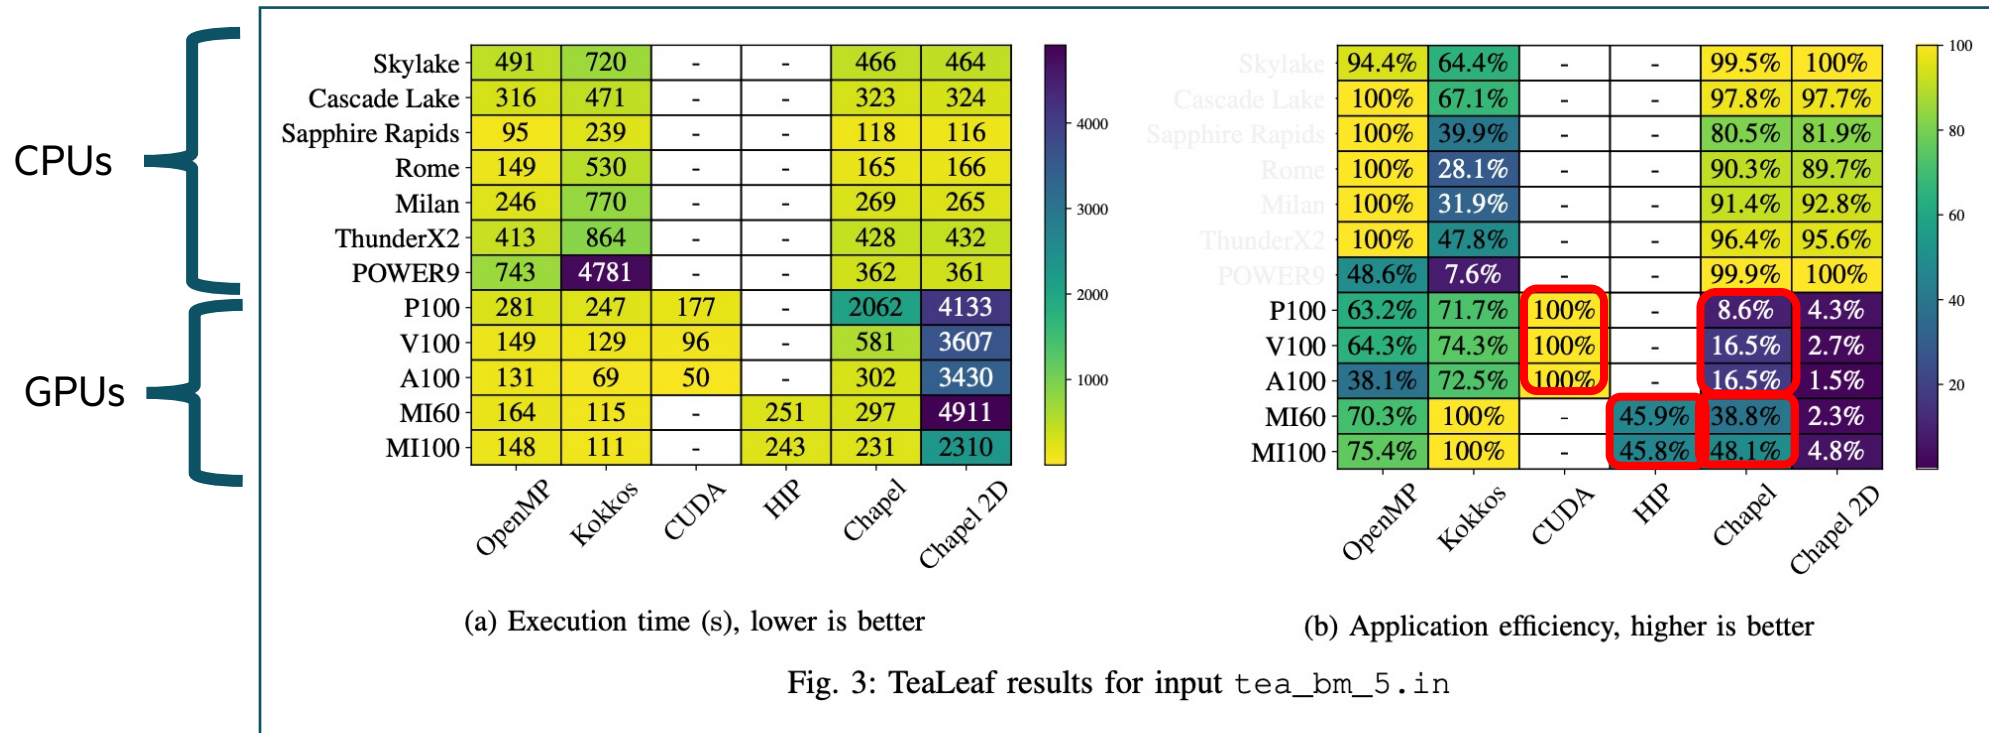 CPUs
GPUs
Skylake 491 720 - - 466 464
Cascade Lake 316 471 - - 323 324
Sapphire Rapids 95 239 - - 118 116
Rome 149 530 - - 165 166
Milan 246 770 - - 269 265
ThunderX2 413 864 - - 428 432
POWER9 743 4781 - - 362 361
P100 281 247 177 - 2062 4133
V100 149 129 96 - 581 3607
A100 131 69 50 - 302 3430
MI60 164 115 - 251 297 4911
MI100 148 111 - 243 231 2310
OpenMP Kokkos CUDA HIP Chapel Chapel 2D
4000
3000
2000
1000
(a) Execution time (s), lower is better
Skylake 94.4% 64.4% - - 99.5% 100%
Cascade Lake 100% 67.1% - - 97.8% 97.7%
Sapphire Rapids 100% 39.9% - - 80.5% 81.9%
Rome 100% 28.1% - - 90.3% 89.7%
Milan 100% 31.9% - - 91.4% 92.8%
ThunderX2 100% 47.8% - - 96.4% 95.6%
POWER9 48.6% 7.6% - - 99.9% 100%
P100 63.2% 71.7% 100% - 8.6% 4.3%
V100 64.3% 74.3% 100% - 16.5% 2.7%
A100 38.1% 72.5% 100% - 16.5% 1.5%
MI60 70.3% 100% - 45.9% 38.8% 2.3%
MI100 75.4% 100% - 45.8% 48.1% 4.8%
OpenMP Kokkos CUDA HIP Chapel Chapel 2D
100
80
60
40
20
(b) Application efficiency, higher is better
Fig. 3: TeaLeaf results for input tea_bm_5.in